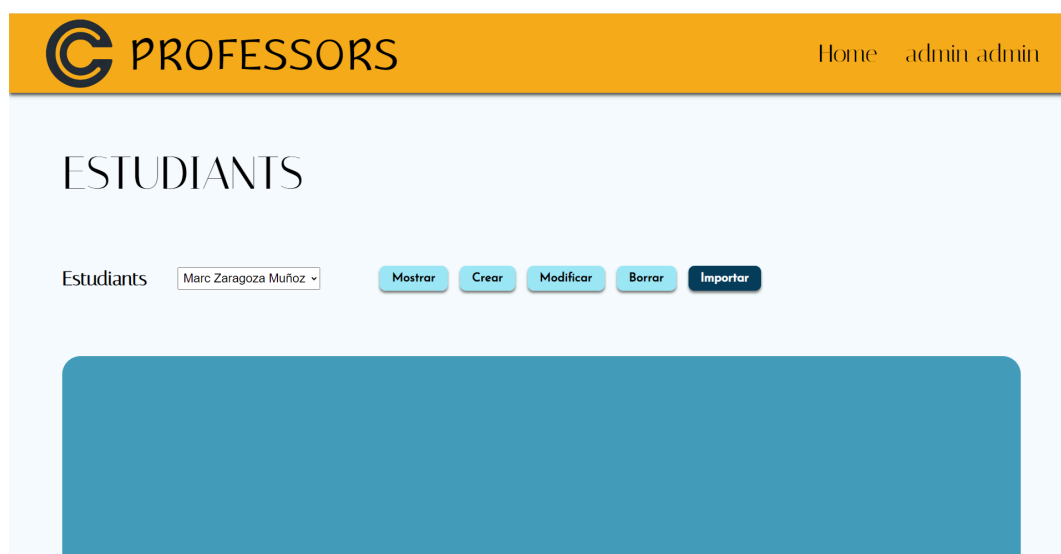 PROFESSORS
Home admin admin
ESTUDIANTS
Estudiants Marc Zaragoza Muñoz Mostrar Crear Modificar Borrar Importar